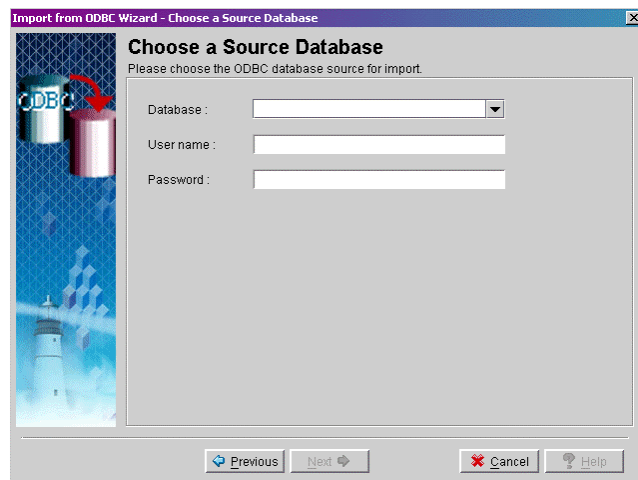 Import from ODBC Wizard - Choose a Source Database
Choose a Source Database
Please choose the ODBC database source for import.
ODBC
Database :
User name :
Password :
Previous
Next
Cancel
Help